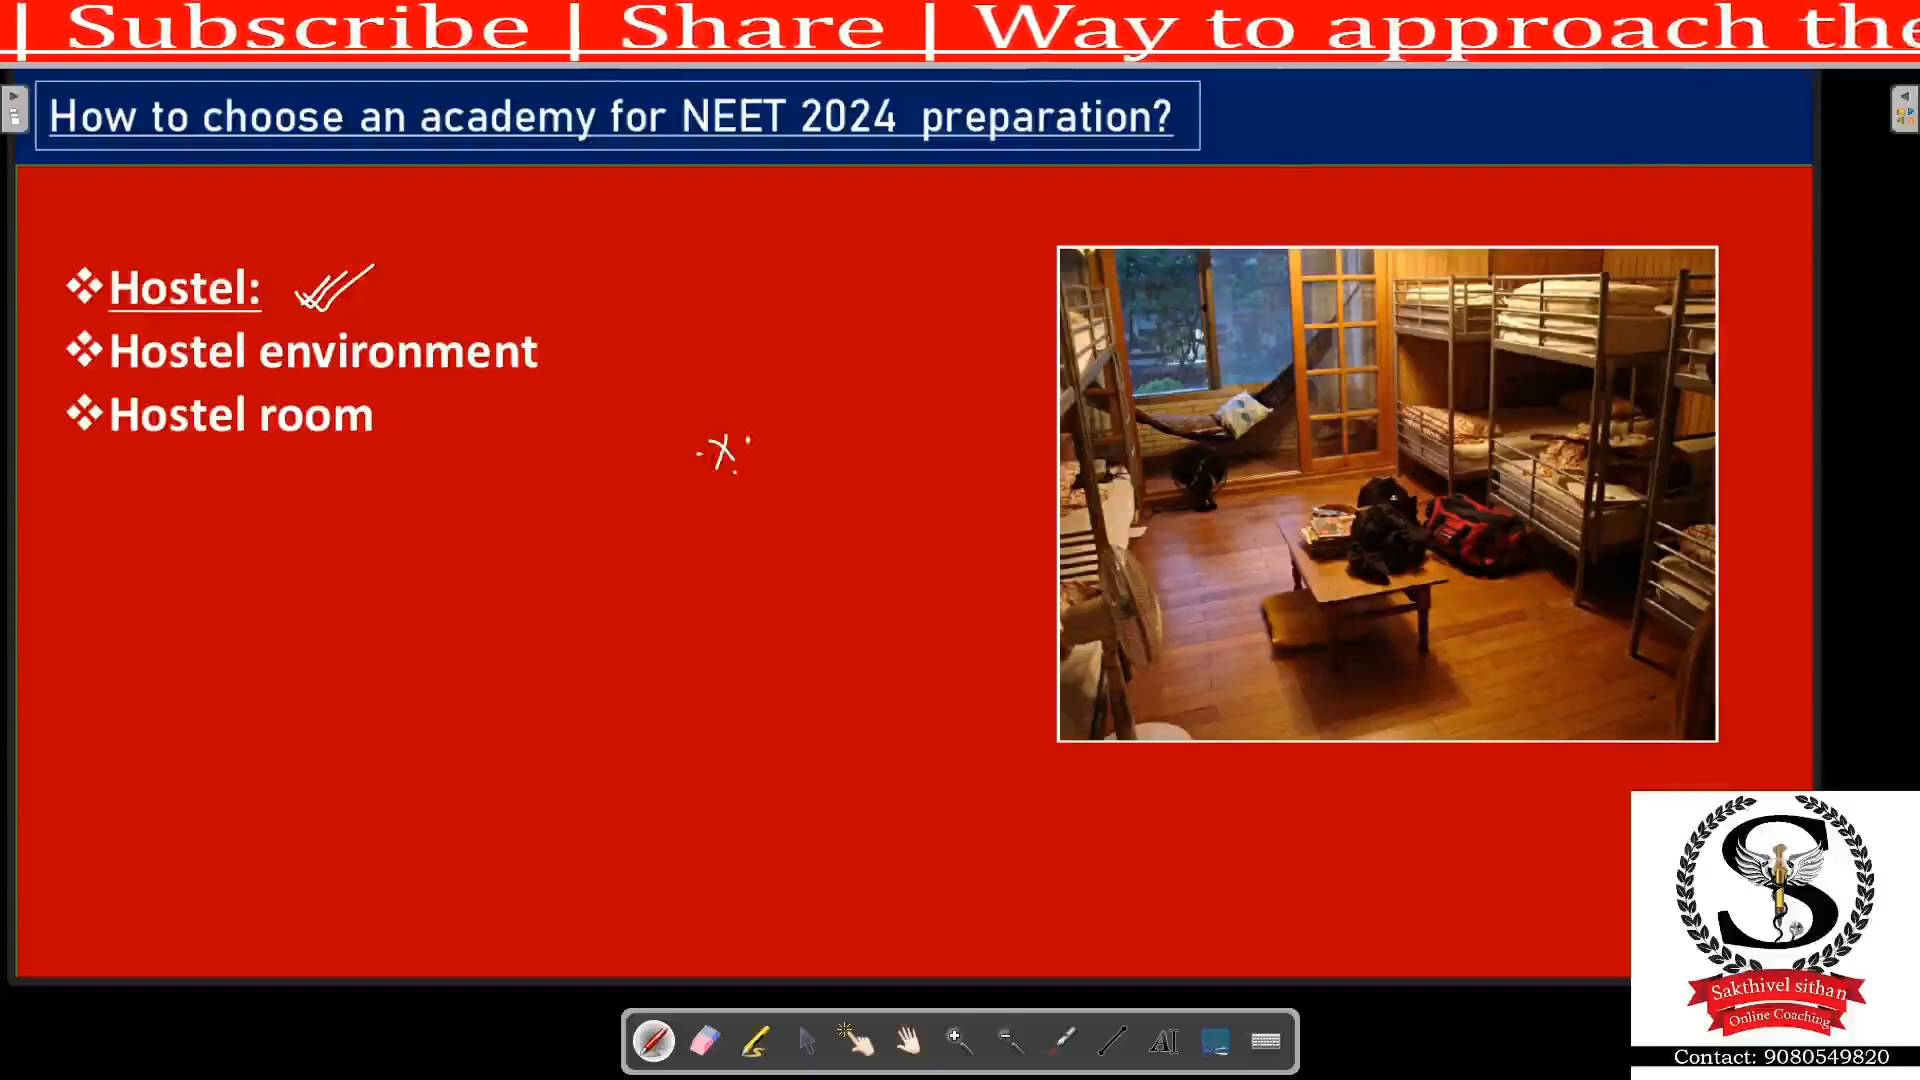 | Subscribe | Share | Way to approach the
How to choose an academy for NEET 2024 preparation?
❖Hostel:
❖Hostel environment
❖Hostel room
S
Sakthivel sithan
Online Coaching
Contact: 9080549820
AI